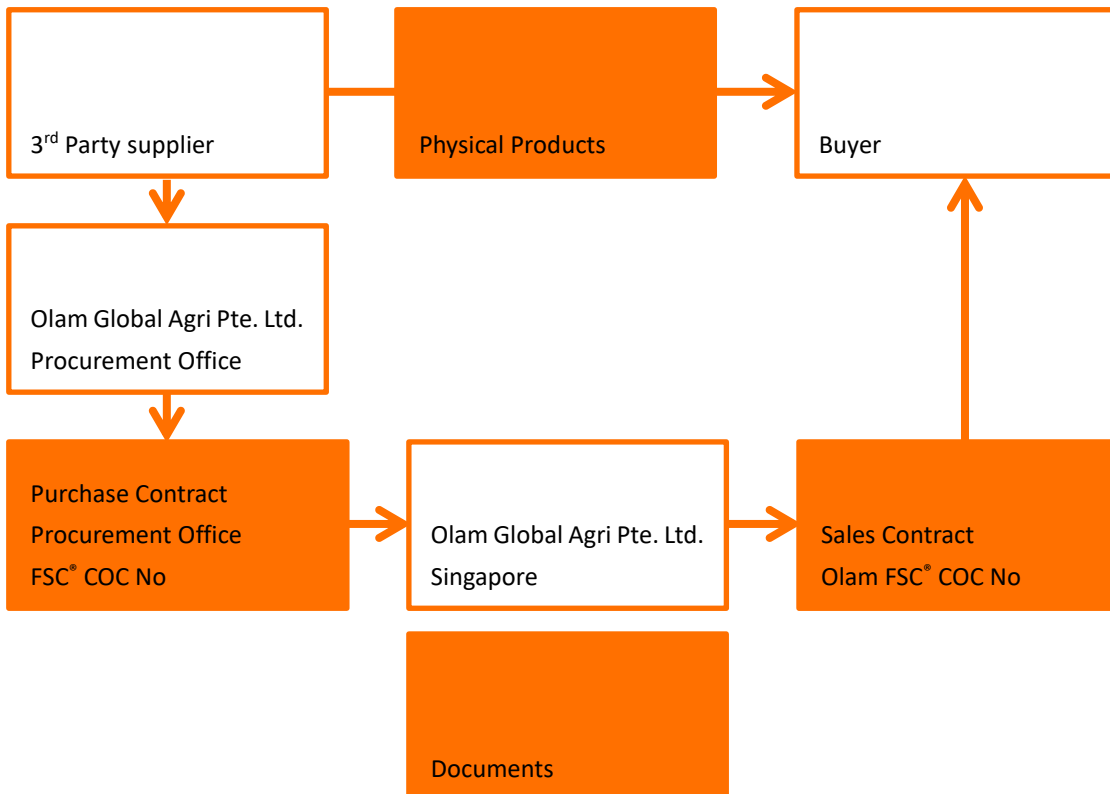 3rd Party supplier
Physical Products
Buyer
Olam Global Agri Pte. Ltd.
Procurement Office
Purchase Contract
Procurement Office
FSC® COC No
Olam Global Agri Pte. Ltd.
Singapore
Sales Contract
Olam FSC® COC No
Documents